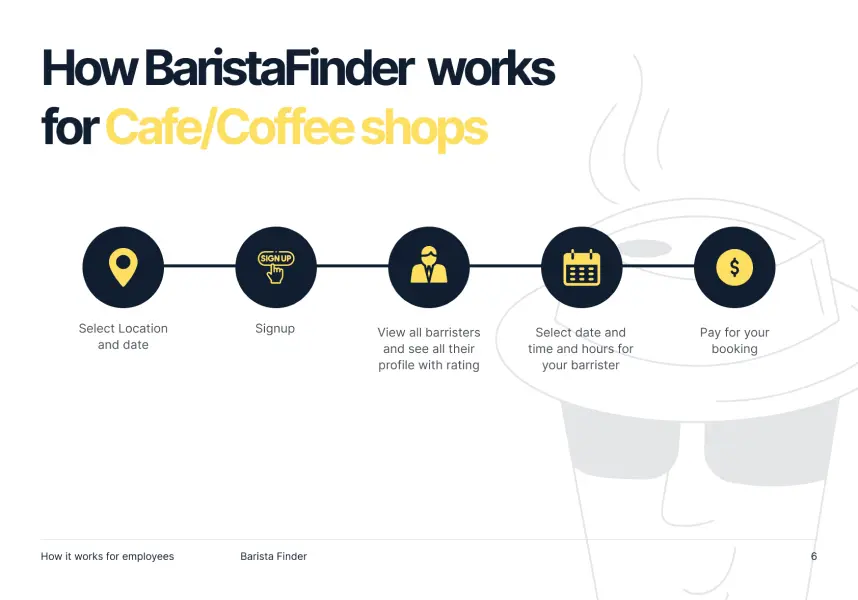 How BaristaFinder works
for Cafe/Coffee shops
SIGN UP
$
Select Location
and date
Signup
View all barristers
and see all their
profile with rating
Select date and
time and hours for
your barrister
Pay for your
booking
How it works for employees
Barista Finder
6